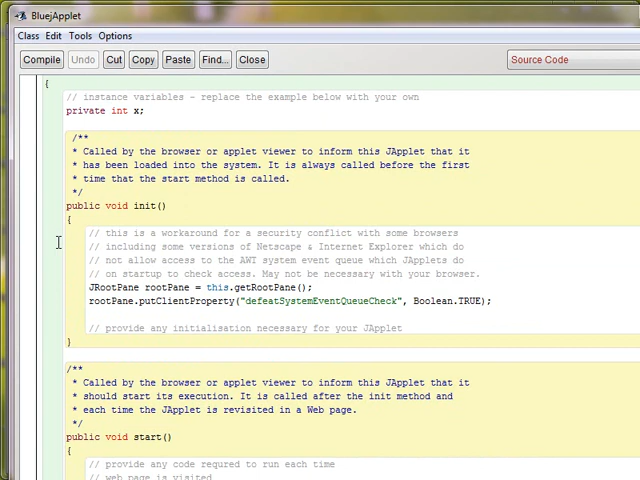 BluejApplet
Class Edit Tools Options
Compile Undo Cut Copy Paste Find... Close Source Code
{
// instance variables - replace the example below with your own
private int x;
/**
* Called by the browser or applet viewer to inform this JApplet that it
* has been loaded into the system. It is always called before the first
* time that the start method is called.
*/
public void init()
{
// this is a workaround for a security conflict with some browsers
// including some versions of Netscape & Internet Explorer which do
// not allow access to the AWT system event queue which JApplets do
// on startup to check access. May not be necessary with your browser.
JRootPane rootPane = this.getRootPane();
rootPane.putClientProperty("defeatSystemEventQueueCheck", Boolean.TRUE);
// provide any initialisation necessary for your JApplet
}
/**
* Called by the browser or applet viewer to inform this JApplet that it
* should start its execution. It is called after the init method and
* each time the JApplet is revisited in a Web page.
*/
public void start()
{
// provide any code requred to run each time
// web page is visited